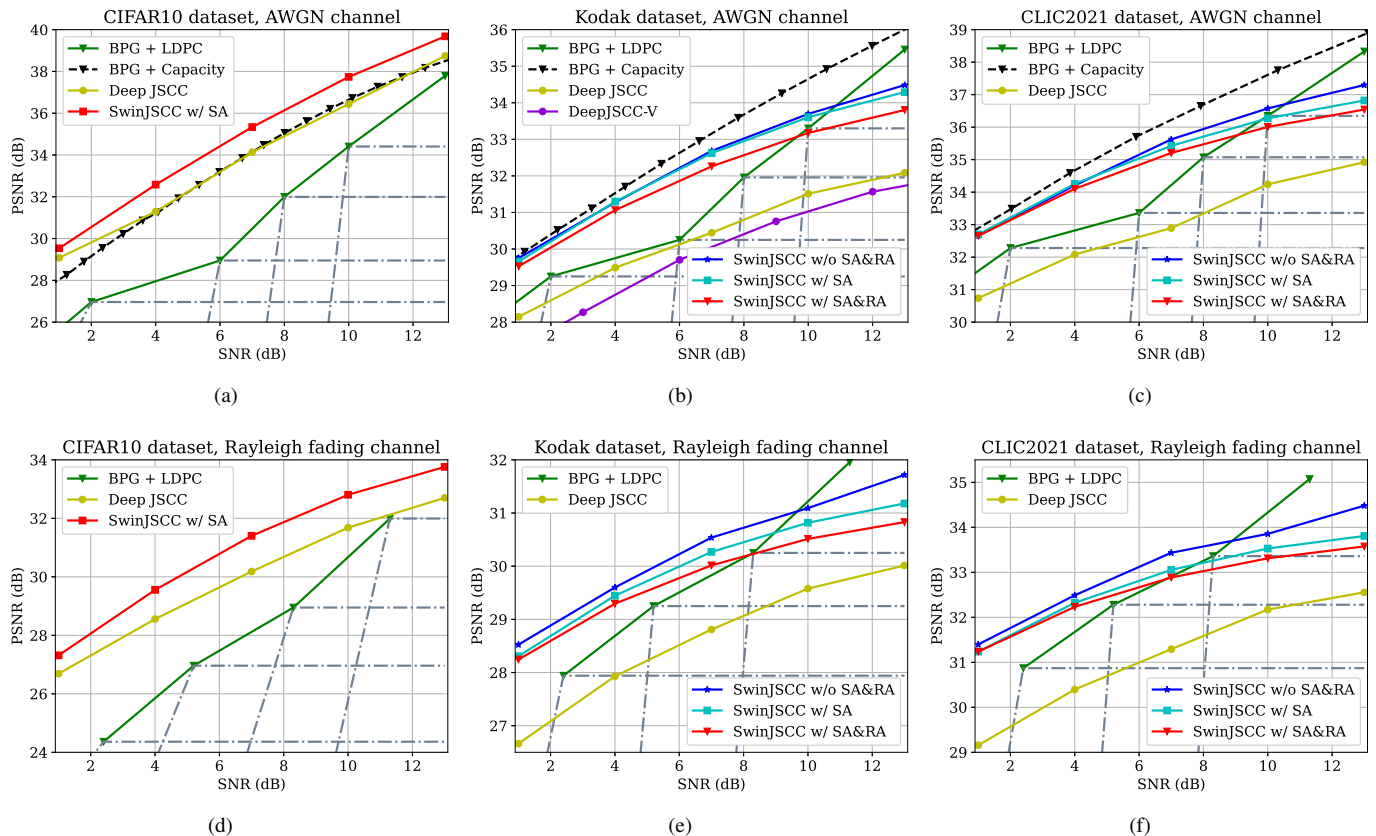 CIFAR10 dataset, AWGN channel
40
38
36
34
32
30
28
26
PSNR (dB)
BPG + LDPC
BPG + Capacity
Deep JSCC
SwinJSCC w/ SA
2 4 6 8 10 12
SNR (dB)
(a)
Kodak dataset, AWGN channel
36
35
34
33
32
31
30
29
28
PSNR (dB)
BPG + LDPC
BPG + Capacity
Deep JSCC
DeepJSCC-V
SwinJSCC w/o SA&RA
SwinJSCC w/ SA
SwinJSCC w/ SA&RA
2 4 6 8 10 12
SNR (dB)
(b)
CLIC2021 dataset, AWGN channel
39
38
37
36
35
34
33
32
31
30
PSNR (dB)
BPG + LDPC
BPG + Capacity
Deep JSCC
SwinJSCC w/o SA&RA
SwinJSCC w/ SA
SwinJSCC w/ SA&RA
2 4 6 8 10 12
SNR (dB)
(c)
CIFAR10 dataset, Rayleigh fading channel
34
32
30
28
26
24
PSNR (dB)
BPG + LDPC
Deep JSCC
SwinJSCC w/ SA
2 4 6 8 10 12
SNR (dB)
(d)
Kodak dataset, Rayleigh fading channel
32
31
30
29
28
27
PSNR (dB)
BPG + LDPC
Deep JSCC
SwinJSCC w/o SA&RA
SwinJSCC w/ SA
SwinJSCC w/ SA&RA
2 4 6 8 10 12
SNR (dB)
(e)
CLIC2021 dataset, Rayleigh fading channel
35
34
33
32
31
30
29
PSNR (dB)
BPG + LDPC
Deep JSCC
SwinJSCC w/o SA&RA
SwinJSCC w/ SA
SwinJSCC w/ SA&RA
2 4 6 8 10 12
SNR (dB)
(f)